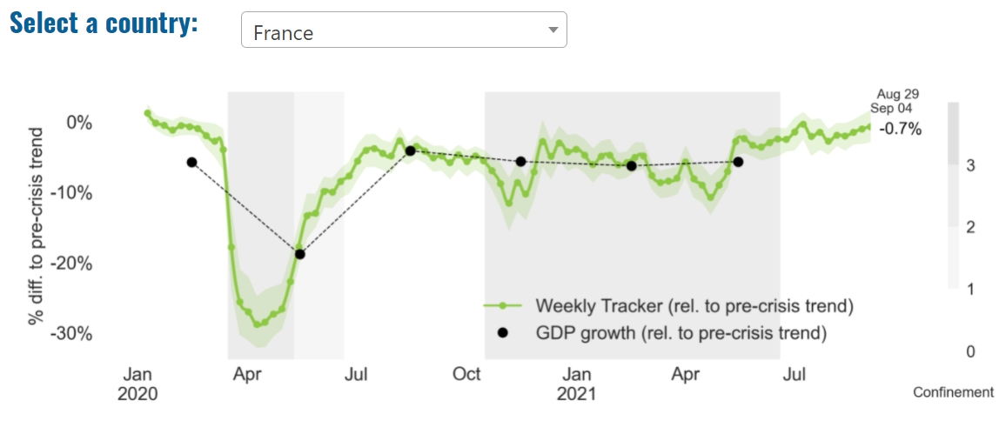 Select a country:
France
Aug 29
Sep 04
-0.7%
0%
-10%
-20%
-30%
% diff. to pre-crisis trend
Weekly Tracker (rel. to pre-crisis trend)
GDP growth (rel. to pre-crisis trend)
3
2
1
0
Jan Apr Jul Oct Jan Apr Jul
2020 2021
Confinement